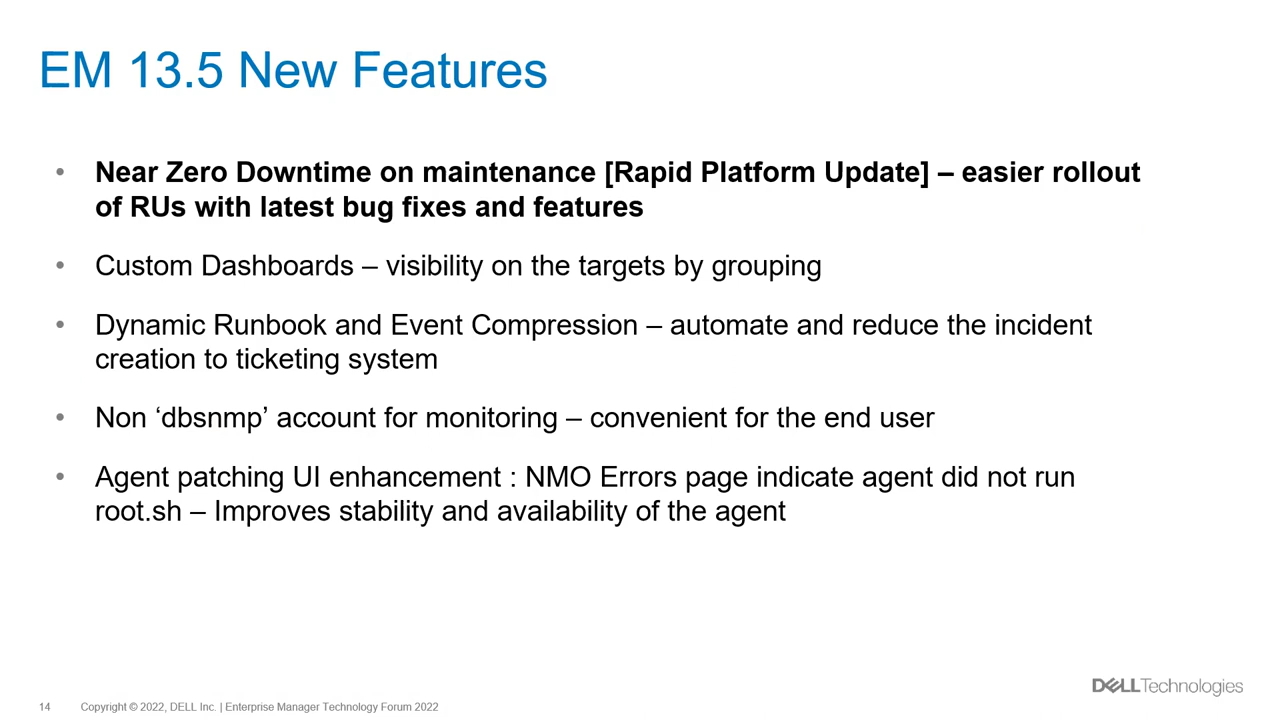 EM 13.5 New Features
• Near Zero Downtime on maintenance [Rapid Platform Update] – easier rollout
of RUs with latest bug fixes and features
• Custom Dashboards – visibility on the targets by grouping
• Dynamic Runbook and Event Compression – automate and reduce the incident
creation to ticketing system
• Non ‘dbsnmp’ account for monitoring – convenient for the end user
• Agent patching UI enhancement : NMO Errors page indicate agent did not run
root.sh – Improves stability and availability of the agent
14 Copyright © 2022, DELL Inc. | Enterprise Manager Technology Forum 2022
DELLTechnologies